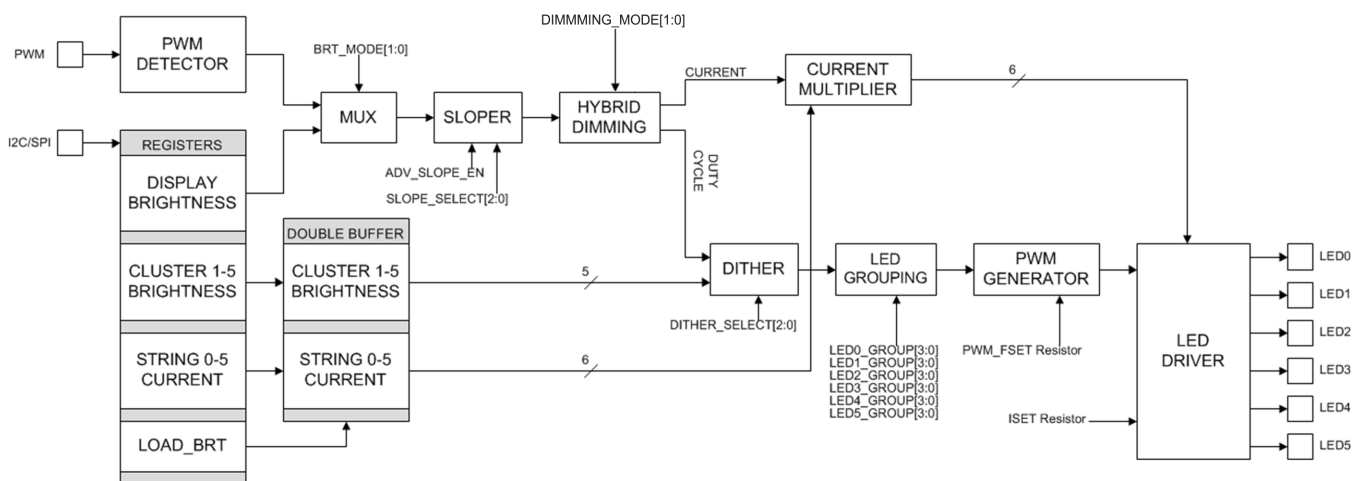 DIMMMING_MODE[1:0]
PWM
PWM
DETECTOR
BRT_MODE[1:0]
MUX
SLOPER
HYBRID
DIMMING
CURRENT
CURRENT
MULTIPLIER
6
I2C/SPI
REGISTERS
DISPLAY
BRIGHTNESS
ADV_SLOPE_EN
SLOPE_SELECT[2:0]
DUTY
CYCLE
DOUBLE BUFFER
CLUSTER 1-5
BRIGHTNESS
CLUSTER 1-5
BRIGHTNESS
5
DITHER
DITHER_SELECT[2:0]
LED
GROUPING
PWM
GENERATOR
STRING 0-5
CURRENT
STRING 0-5
CURRENT
6
LED0_GROUP[3:0]
LED1_GROUP[3:0]
LED2_GROUP[3:0]
LED3_GROUP[3:0]
LED4_GROUP[3:0]
LED5_GROUP[3:0]
PWM_FSET Resistor
ISET Resistor
LED
DRIVER
LED0
LED1
LED2
LED3
LED4
LED5
LOAD_BRT